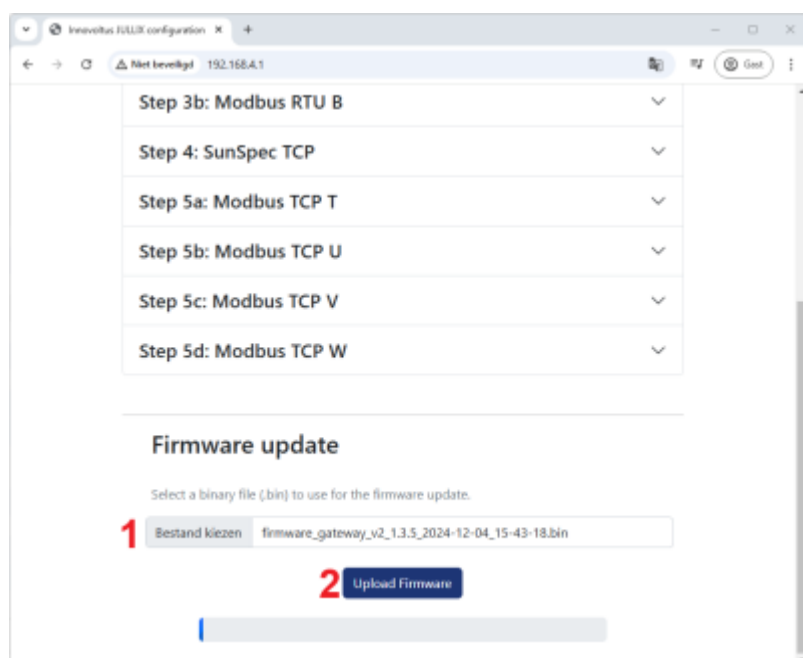 Innovoltus JULLIX configuration
Niet beveiligd 192.168.4.1
Gast
Step 3b: Modbus RTU B
Step 4: SunSpec TCP
Step 5a: Modbus TCP T
Step 5b: Modbus TCP U
Step 5c: Modbus TCP V
Step 5d: Modbus TCP W
Firmware update
Select a binary file (.bin) to use for the firmware update.
1 Bestand kiezen firmware_gateway_v2_1.3.5_2024-12-04_15-43-18.bin
2 Upload Firmware